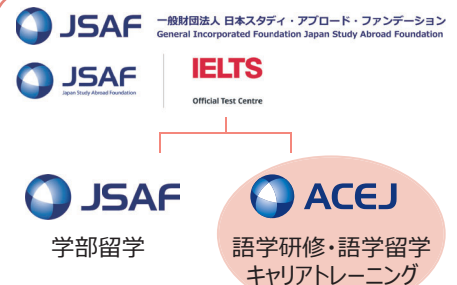 JSAF 一般財団法人 日本スタディ・アブロード・ファンデーション
General Incorporated Foundation Japan Study Abroad Foundation
JSAF
Japan Study Abroad Foundation
IELTS
Official Test Centre
JSAF
学部留学
ACEJ
語学研修・語学留学
キャリアトレーニング